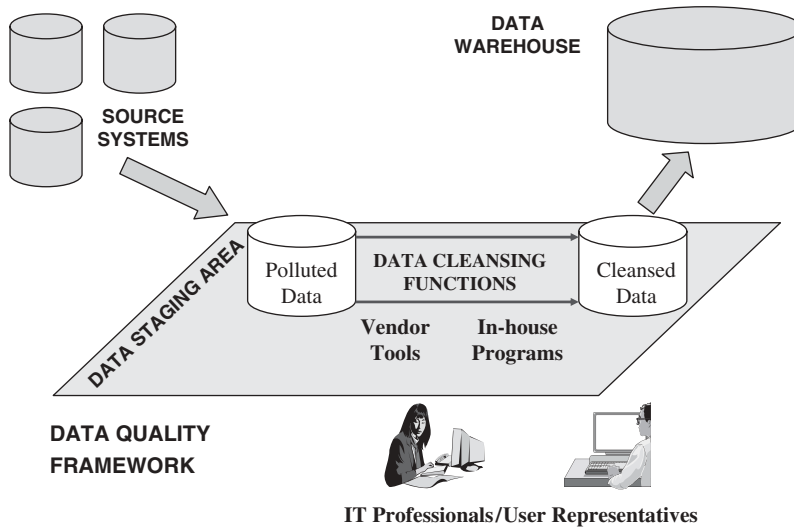 DATA
WAREHOUSE
SOURCE
SYSTEMS
DATA STAGING AREA
Polluted
Data
DATA CLEANSING
FUNCTIONS
Cleansed
Data
Vendor
Tools
In-house
Programs
DATA QUALITY
FRAMEWORK
IT Professionals/User Representatives